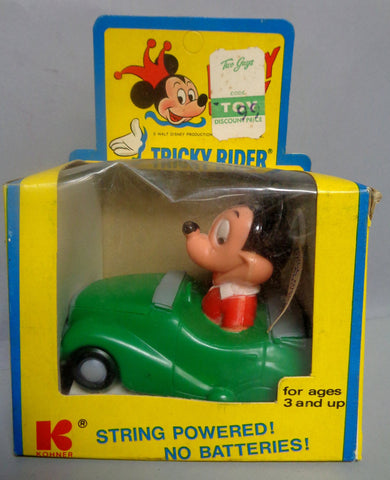 Two Guys
CODE
TOY
DISCOUNT PRICE
© WALT DISNEY PRODUCTIONS
TRICKY RIDER®
for ages
3 and up
K®
KOHNER
STRING POWERED!
NO BATTERIES!